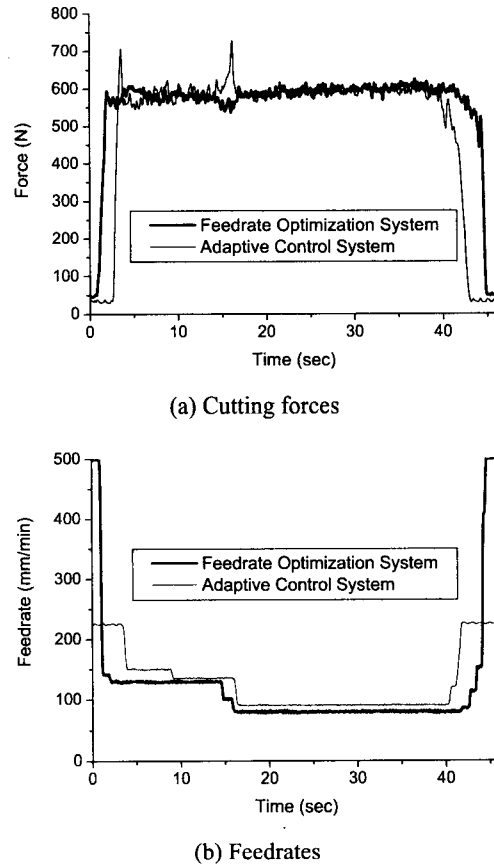 800
700
600
500
400
300
200
100
0
Force (N)
Feedrate Optimization System
Adaptive Control System
0 10 20 30 40
Time (sec)
(a) Cutting forces
500
400
300
200
100
0
Feedrate (mm/min)
Feedrate Optimization System
Adaptive Control System
0 10 20 30 40
Time (sec)
(b) Feedrates